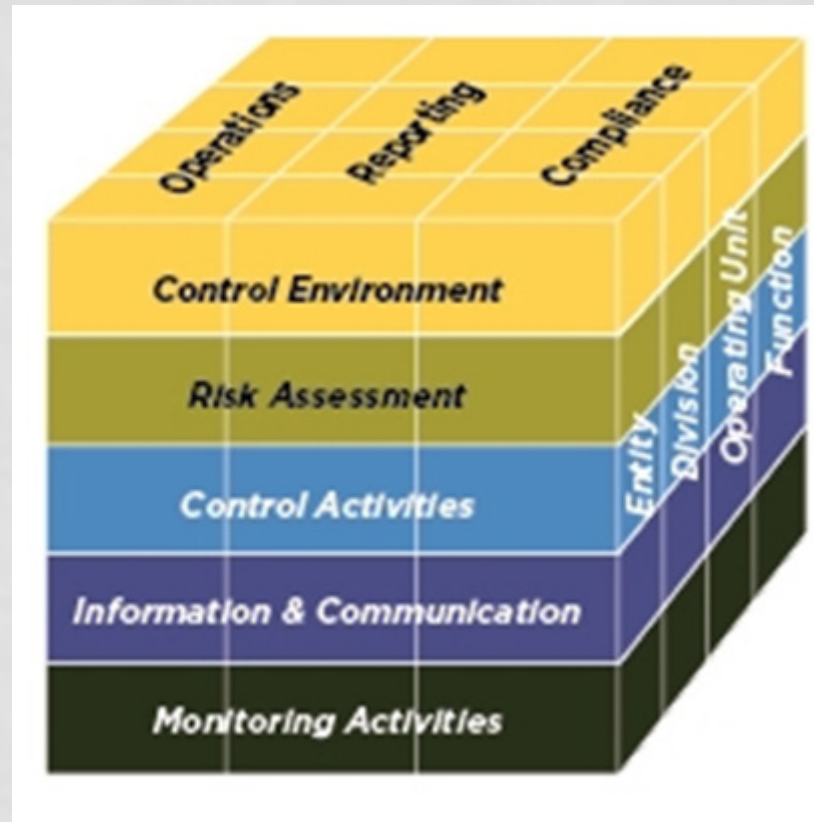 Operations
Reporting
Compliance
Control Environment
Risk Assessment
Control Activities
Information & Communication
Monitoring Activities
Entity
Division
Operating Unit
Function